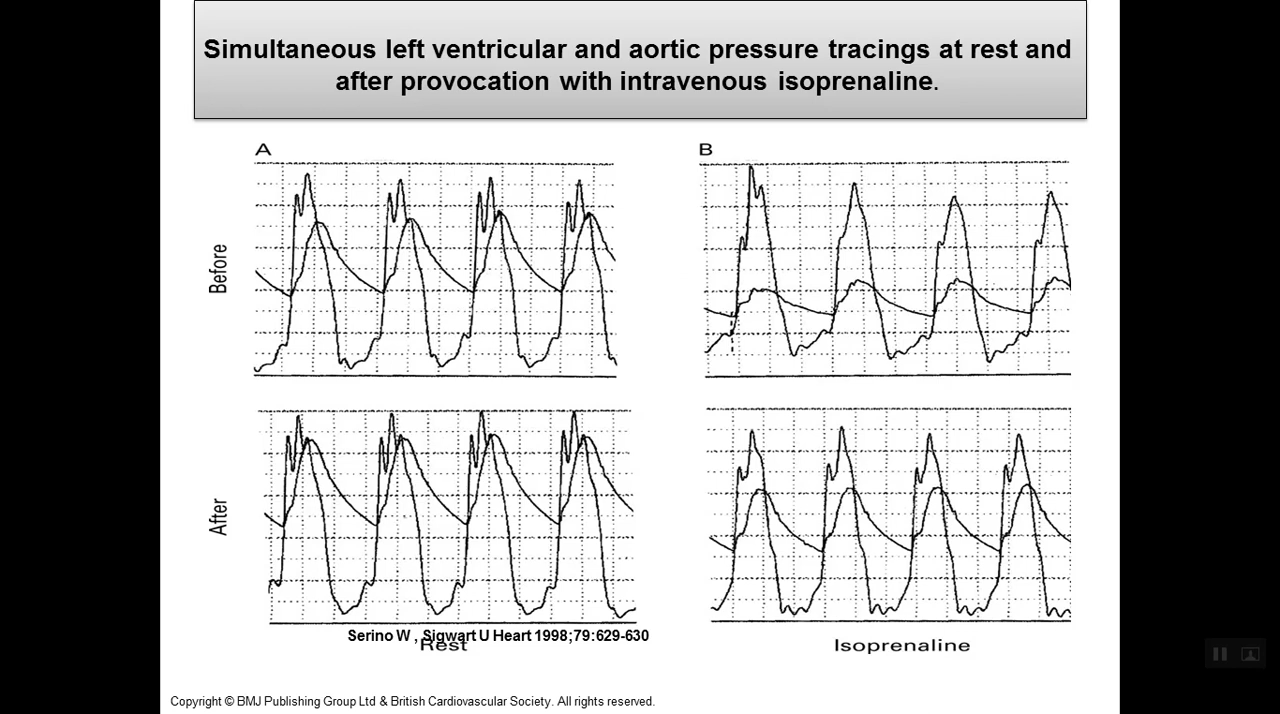 Simultaneous left ventricular and aortic pressure tracings at rest and
after provocation with intravenous isoprenaline.
A
B
Before
After
Serino W , Sigwart U Heart 1998;79:629-630
Rest
Isoprenaline
Copyright © BMJ Publishing Group Ltd & British Cardiovascular Society. All rights reserved.